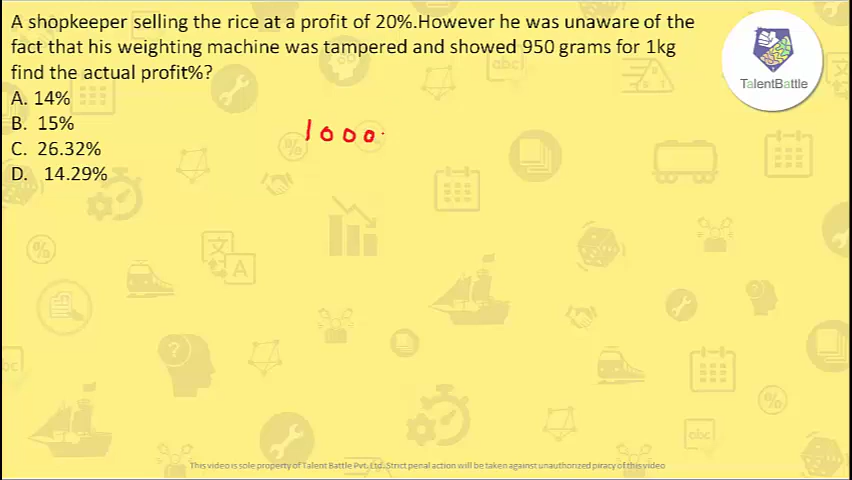 A shopkeeper selling the rice at a profit of 20%.However he was unaware of the
fact that his weighting machine was tampered and showed 950 grams for 1kg
find the actual profit%?
A. 14%
B. 15%
C. 26.32%
D. 14.29%
1000
TalentBattle
This video is sole property of Talent Battle Pvt. Ltd. Strict penal action will be taken against unauthorized piracy of this video